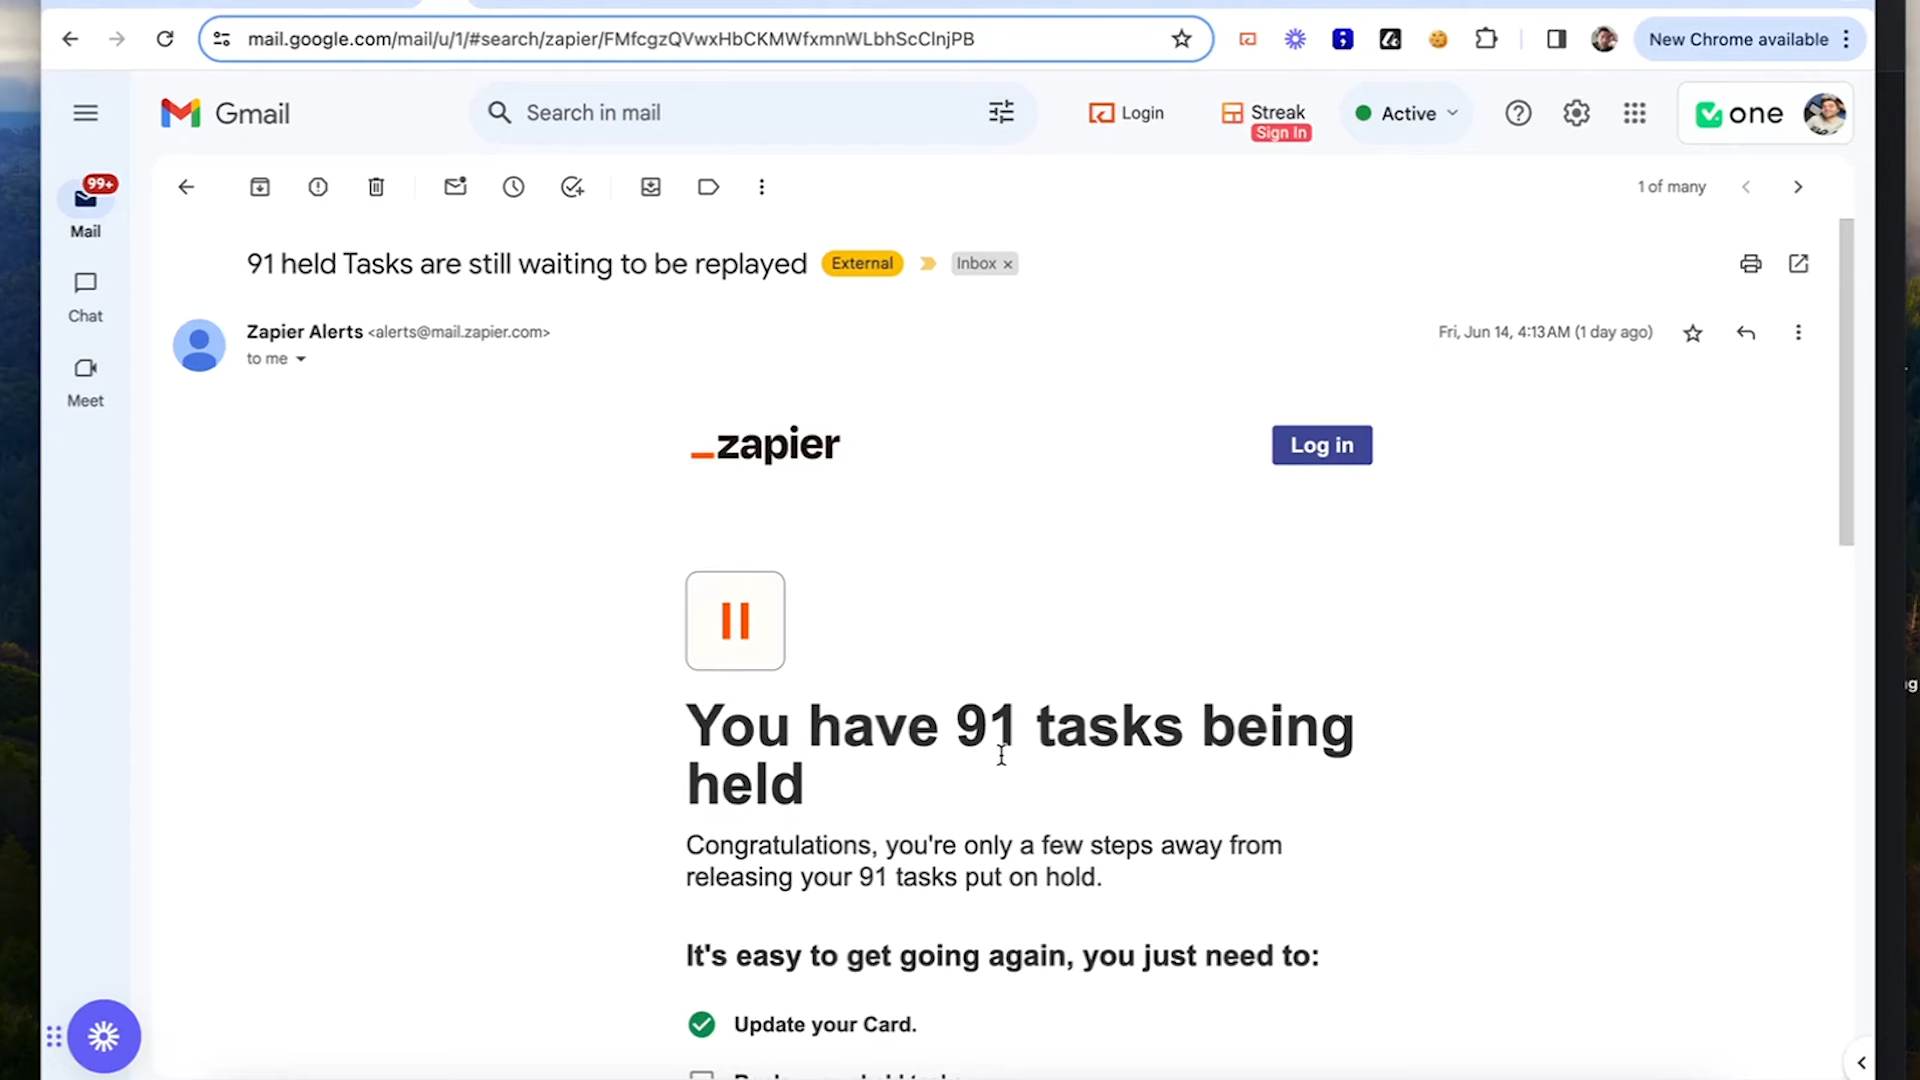 mail.google.com/mail/u/1/#search/zapier/FMfcgzQVwxHbCKMWfxmnWLbhScClnjPB
New Chrome available
Gmail
Search in mail
Login
Streak
Sign In
Active
one
99+
Mail
Chat
Meet
1 of many
91 held Tasks are still waiting to be replayed
External
Inbox ×
Zapier Alerts <alerts@mail.zapier.com>
Fri, Jun 14, 4:13 AM (1 day ago)
to me
_zapier
Log in
You have 91 tasks being
held
Congratulations, you're only a few steps away from
releasing your 91 tasks put on hold.
It's easy to get going again, you just need to:
Update your Card.